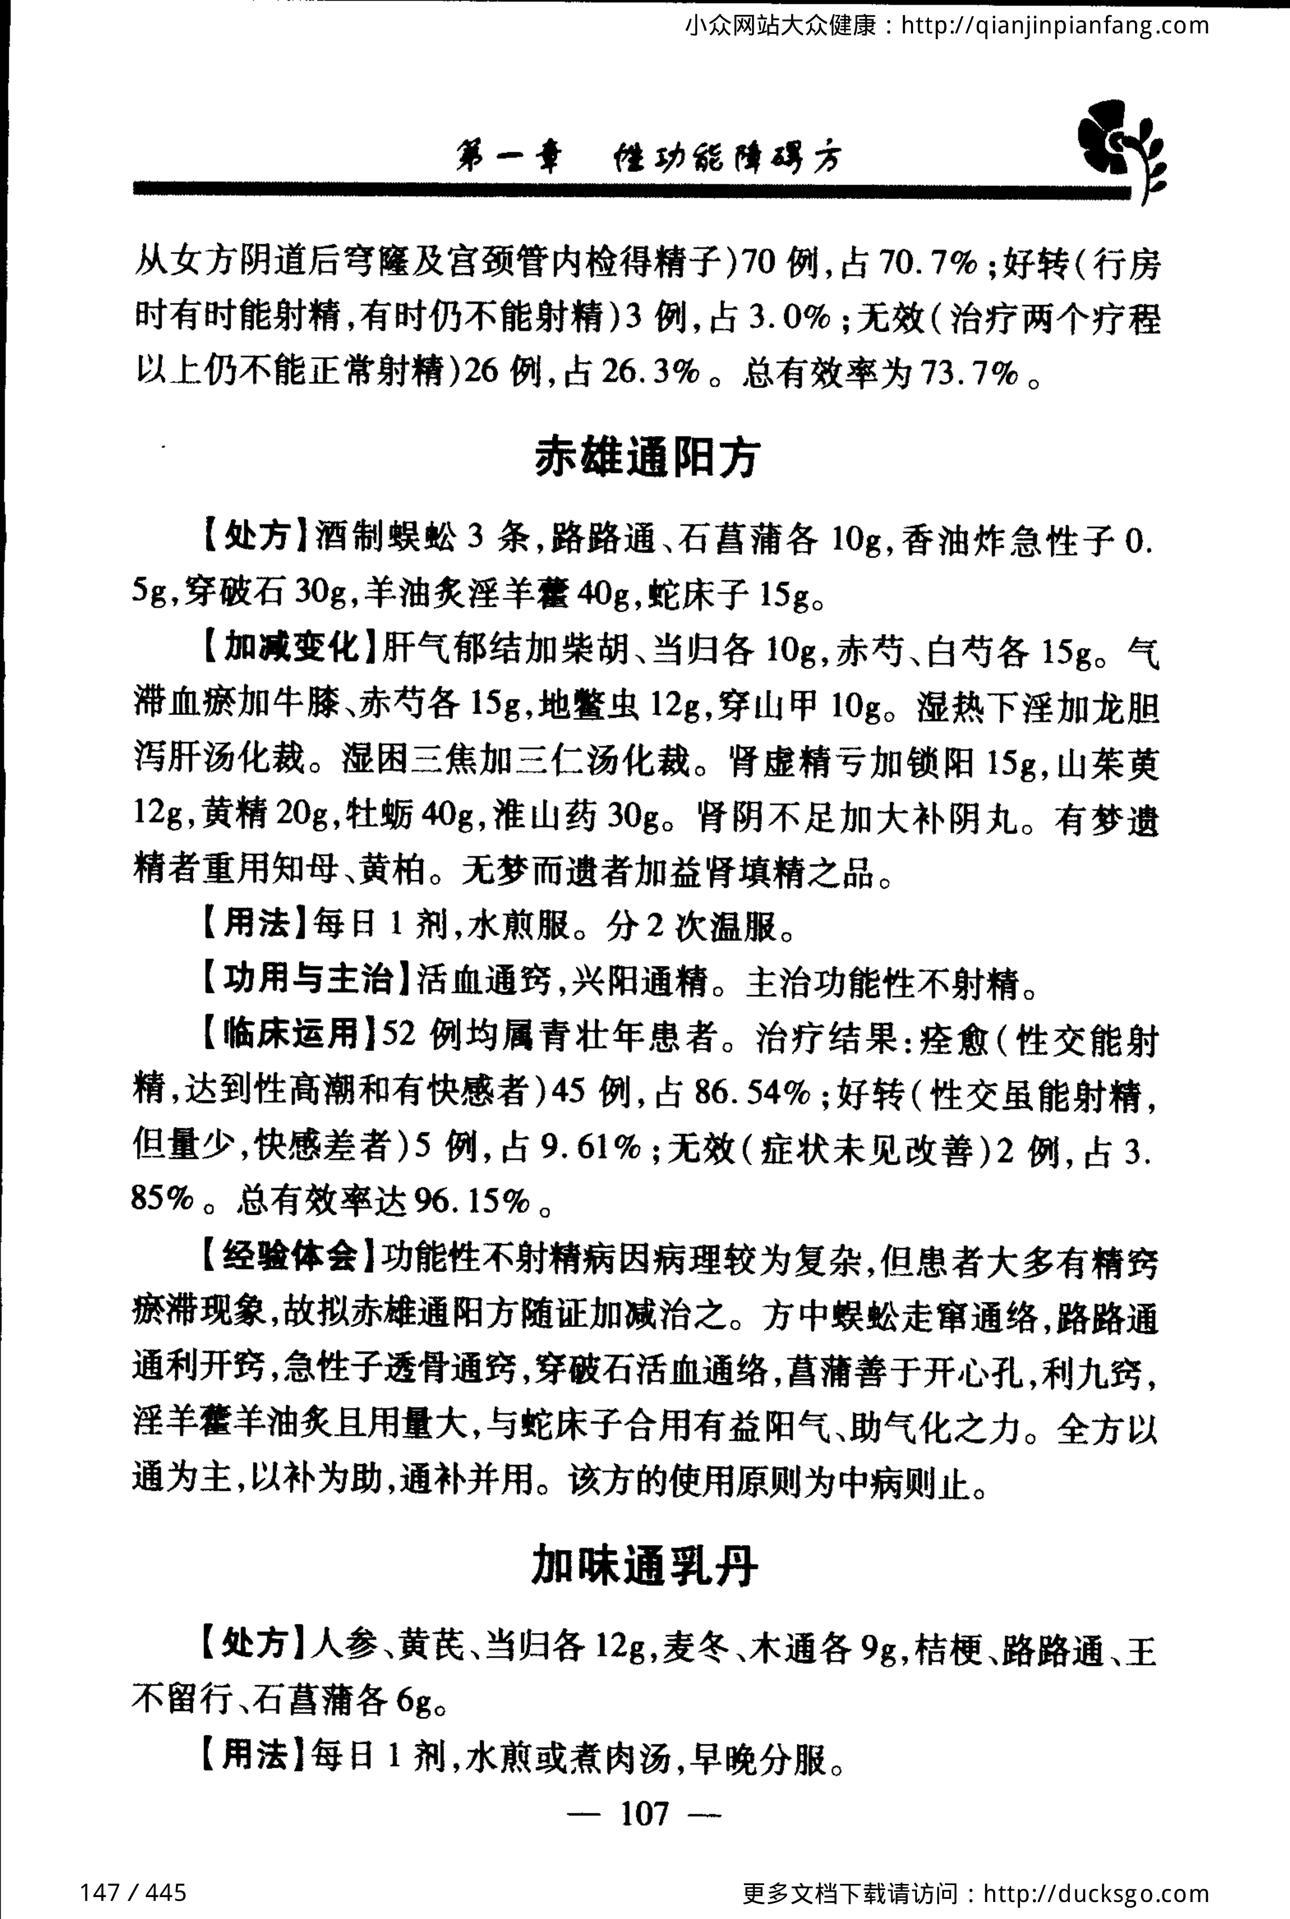 小众网站大众健康：http://qianjinpianfang.com
第一章 性功能障碍方
从女方阴道后穹窿及宫颈管内检得精子)70 例,占 70.7%;好转(行房
时有时能射精,有时仍不能射精)3 例,占 3.0%;无效(治疗两个疗程
以上仍不能正常射精)26 例,占 26.3%。总有效率为 73.7%。
赤雄通阳方
【处方】酒制蜈蚣 3 条,路路通、石菖蒲各 10g,香油炸急性子 0.
5g,穿破石 30g,羊油炙淫羊藿 40g,蛇床子 15g。
【加减变化】肝气郁结加柴胡、当归各 10g,赤芍、白芍各 15g。气
滞血瘀加牛膝、赤芍各 15g,地鳖虫 12g,穿山甲 10g。湿热下淫加龙胆
泻肝汤化裁。湿困三焦加三仁汤化裁。肾虚精亏加锁阳 15g,山茱萸
12g,黄精 20g,牡蛎 40g,淮山药 30g。肾阴不足加大补阴丸。有梦遗
精者重用知母、黄柏。无梦而遗者加益肾填精之品。
【用法】每日 1 剂,水煎服。分 2 次温服。
【功用与主治】活血通窍,兴阳通精。主治功能性不射精。
【临床运用】52 例均属青壮年患者。治疗结果:痊愈(性交能射
精,达到性高潮和有快感者)45 例,占 86.54%;好转(性交虽能射精,
但量少,快感差者)5 例,占 9.61%;无效(症状未见改善)2 例,占 3.
85%。总有效率达 96.15%。
【经验体会】功能性不射精病因病理较为复杂,但患者大多有精窍
瘀滞现象,故拟赤雄通阳方随证加减治之。方中蜈蚣走窜通络,路路通
通利开窍,急性子透骨通窍,穿破石活血通络,菖蒲善于开心孔,利九窍,
淫羊藿羊油炙且用量大,与蛇床子合用有益阳气、助气化之力。全方以
通为主,以补为助,通补并用。该方的使用原则为中病则止。
加味通乳丹
【处方】人参、黄芪、当归各 12g,麦冬、木通各 9g,桔梗、路路通、王
不留行、石菖蒲各 6g。
【用法】每日 1 剂,水煎或煮肉汤,早晚分服。
— 107 —
147 / 445
更多文档下载请访问：http://ducksgo.com